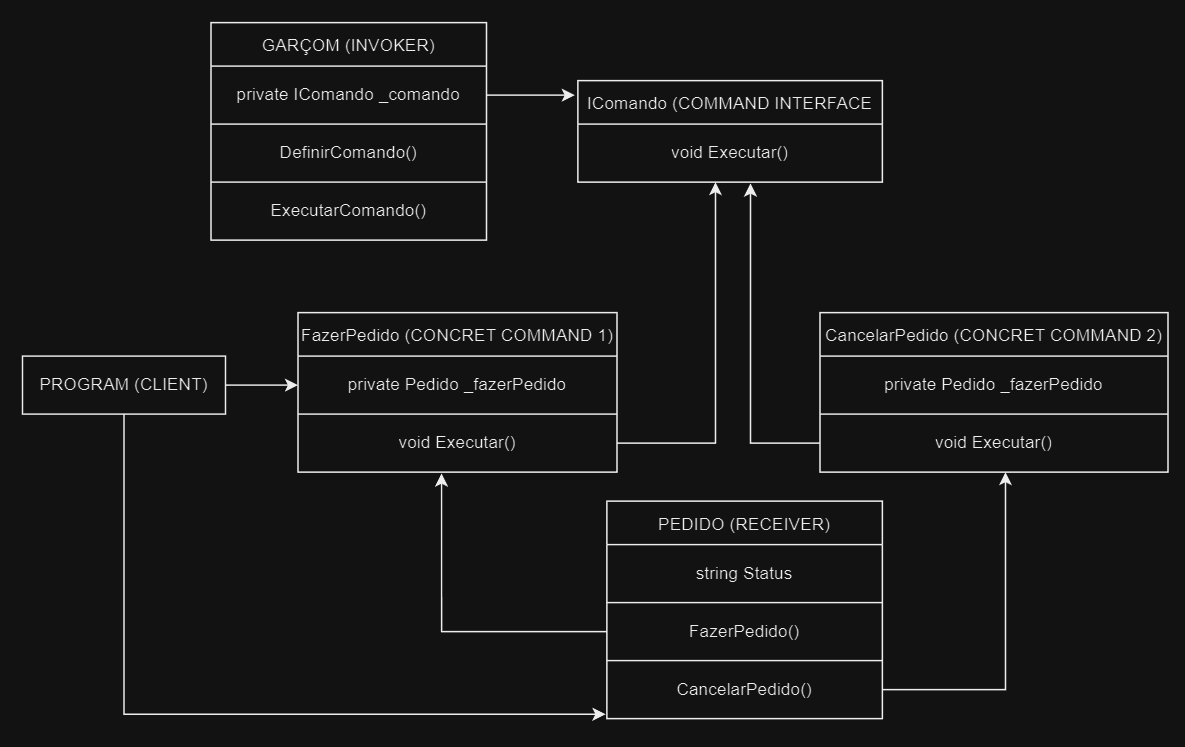 GARÇOM (INVOKER)
private IComando _comando
DefinirComando()
ExecutarComando()
IComando (COMMAND INTERFACE
void Executar()
PROGRAM (CLIENT)
FazerPedido (CONCRET COMMAND 1)
private Pedido _fazerPedido
void Executar()
CancelarPedido (CONCRET COMMAND 2)
private Pedido _fazerPedido
void Executar()
PEDIDO (RECEIVER)
string Status
FazerPedido()
CancelarPedido()